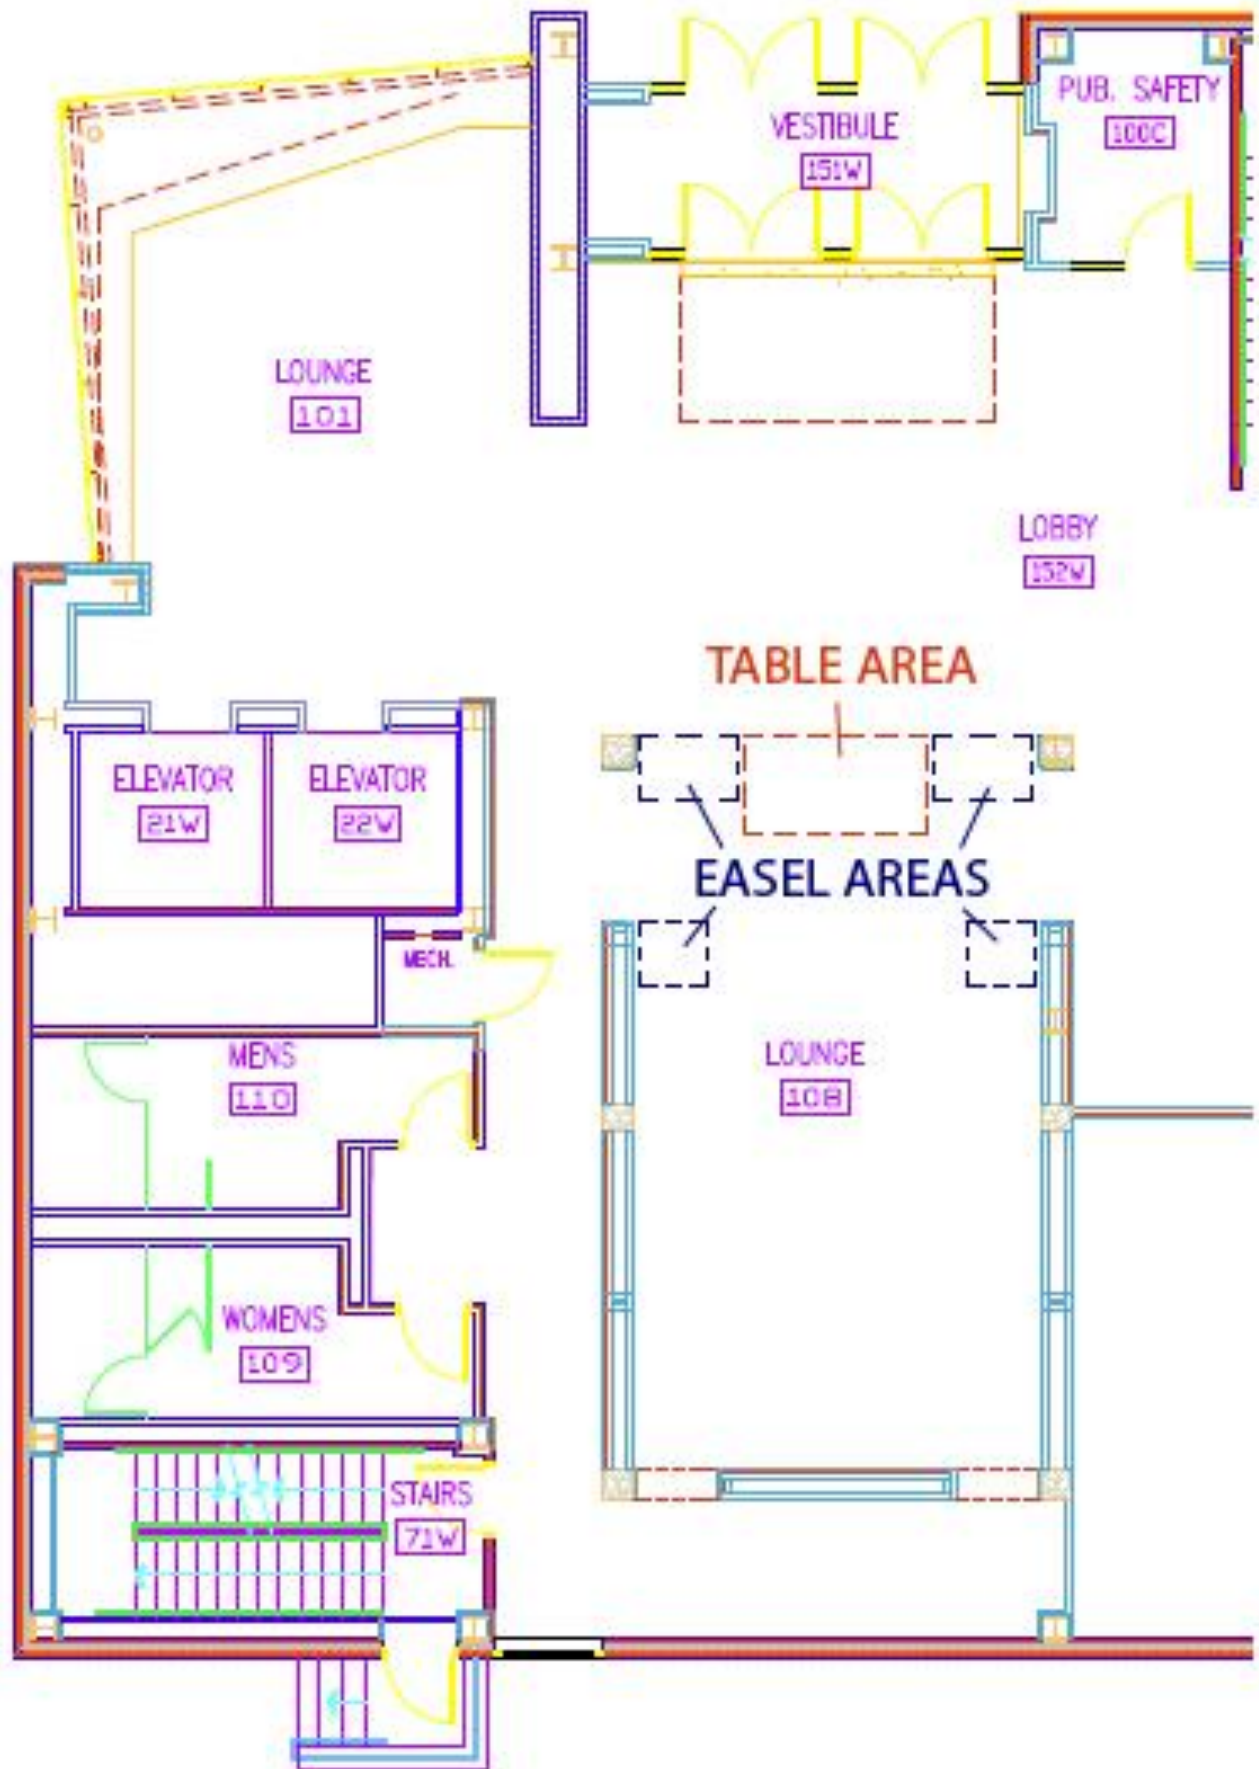 VESTIBULE
151W
PUB. SAFETY
100C
LOUNGE
101
LOBBY
152W
TABLE AREA
ELEVATOR
21W
ELEVATOR
22W
EASEL AREAS
MECH.
MENS
110
LOUNGE
108
WOMENS
109
STAIRS
71W